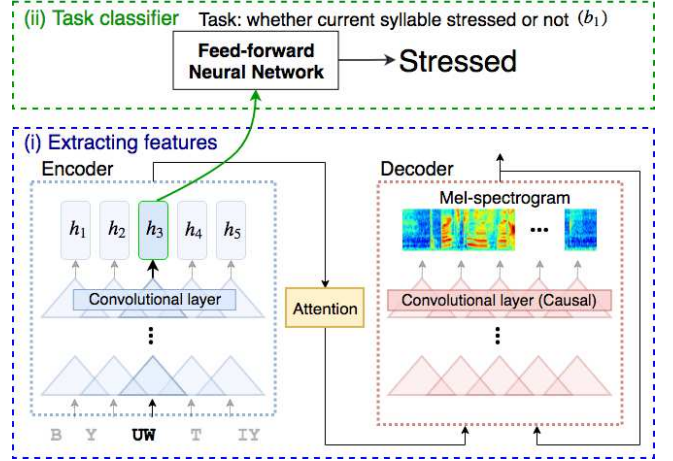 (ii) Task classifier
Task: whether current syllable stressed or not (b₁)
Feed-forward
Neural Network
Stressed
(i) Extracting features
Encoder
h₁ h₂ h₃ h₄ h₅
Convolutional layer
B Y UW T IY
Attention
Decoder
Mel-spectrogram
Convolutional layer (Causal)